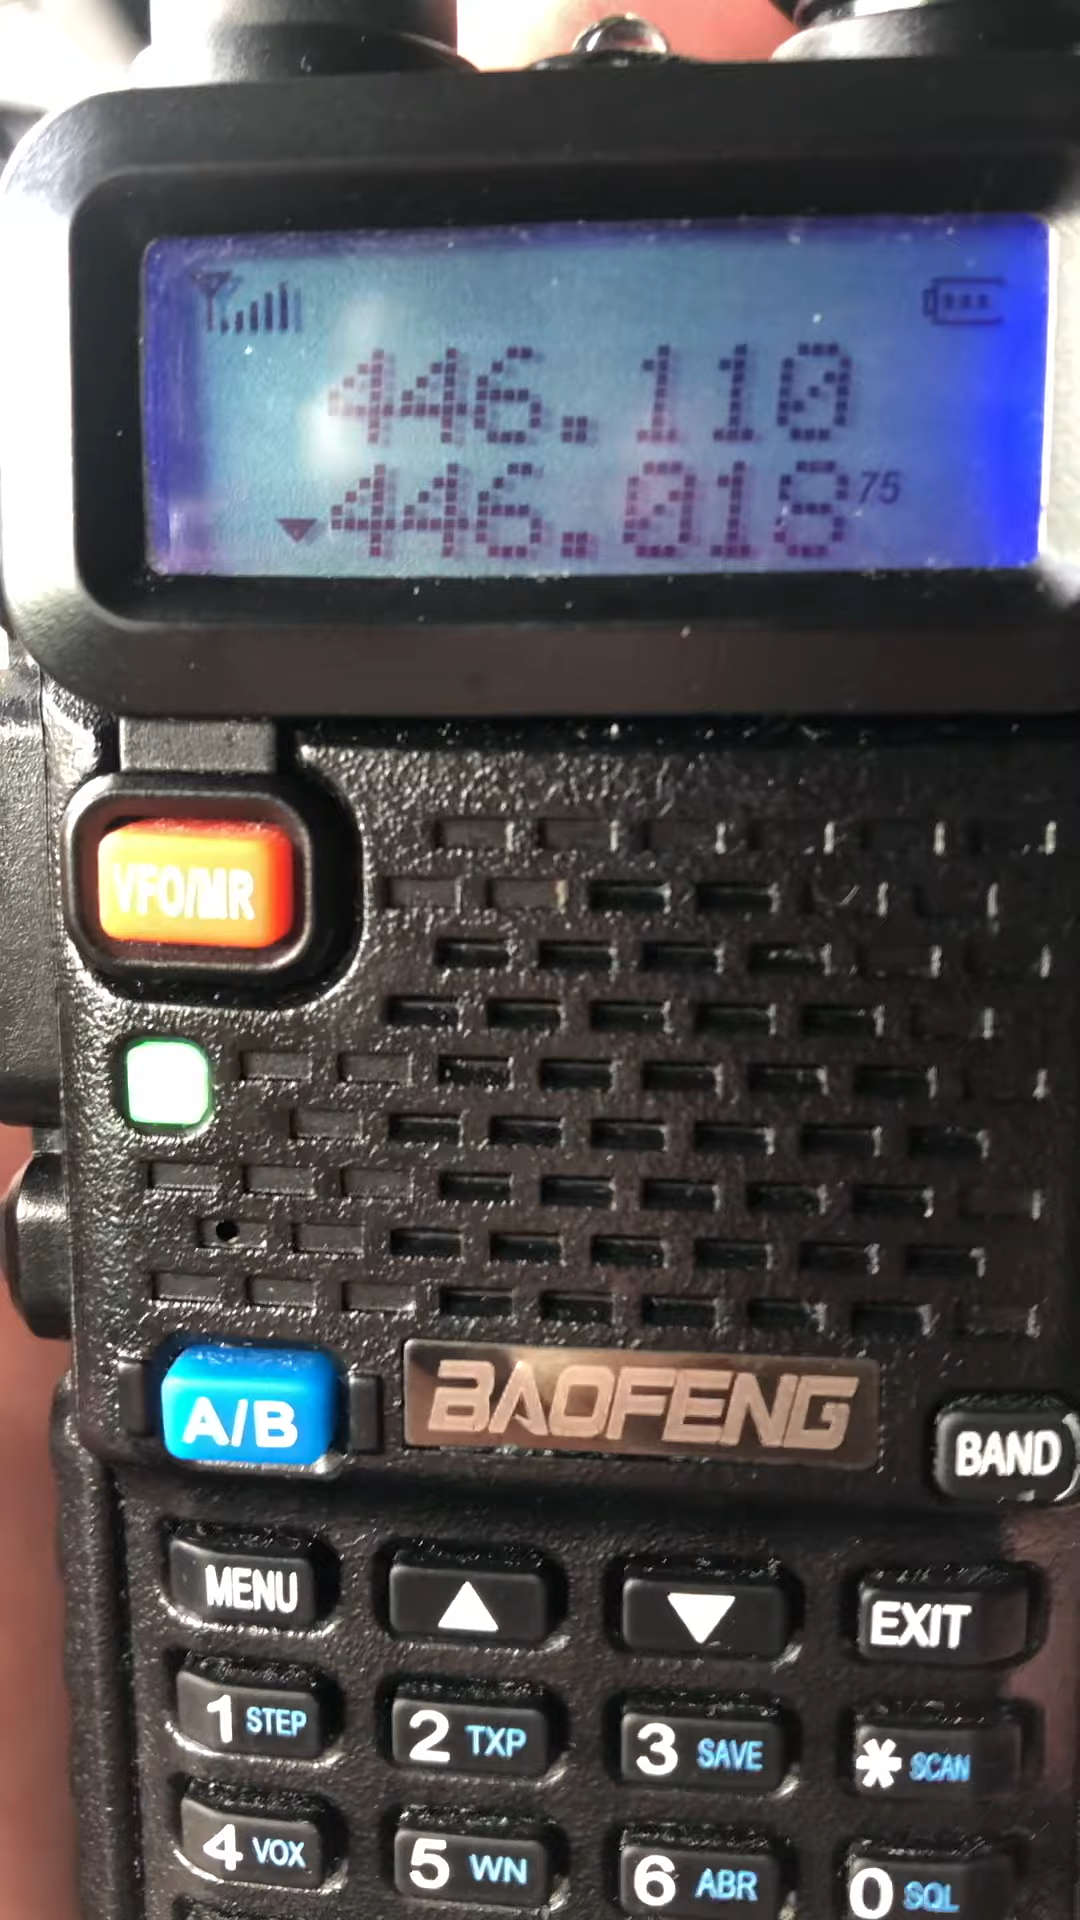 446.110
446.018 75
VFO/MR
A/B
BAOFENG
BAND
MENU ▲ ▼ EXIT
1 STEP 2 TXP 3 SAVE * SCAN
4 VOX 5 WN 6 ABR 0 SQL